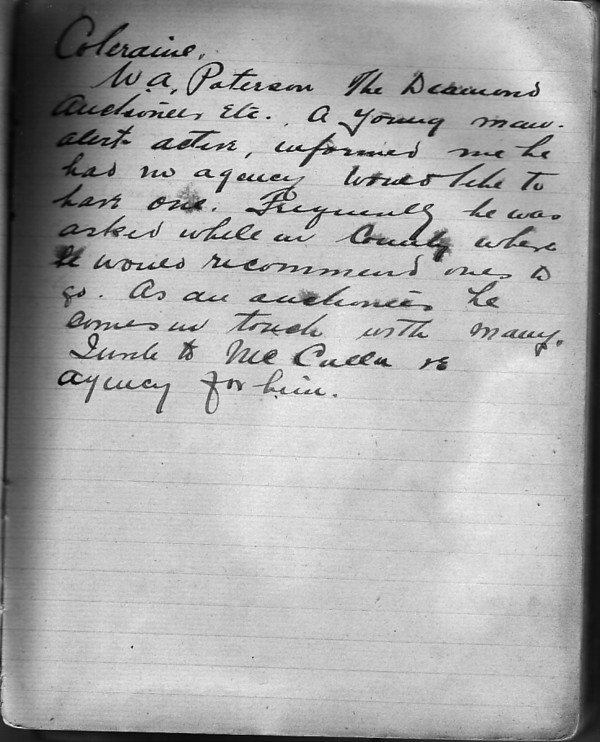 Coleraine.
W.A. Paterson The Diamond
Auctioneer Etc. A young man.
alert active, informed me he
had no agency would like to
have one. Frequently he was
asked while in County where
he would recommend ones to
go. As an auctioneer he
comes in touch with many.
to McCulla re
agency for him.